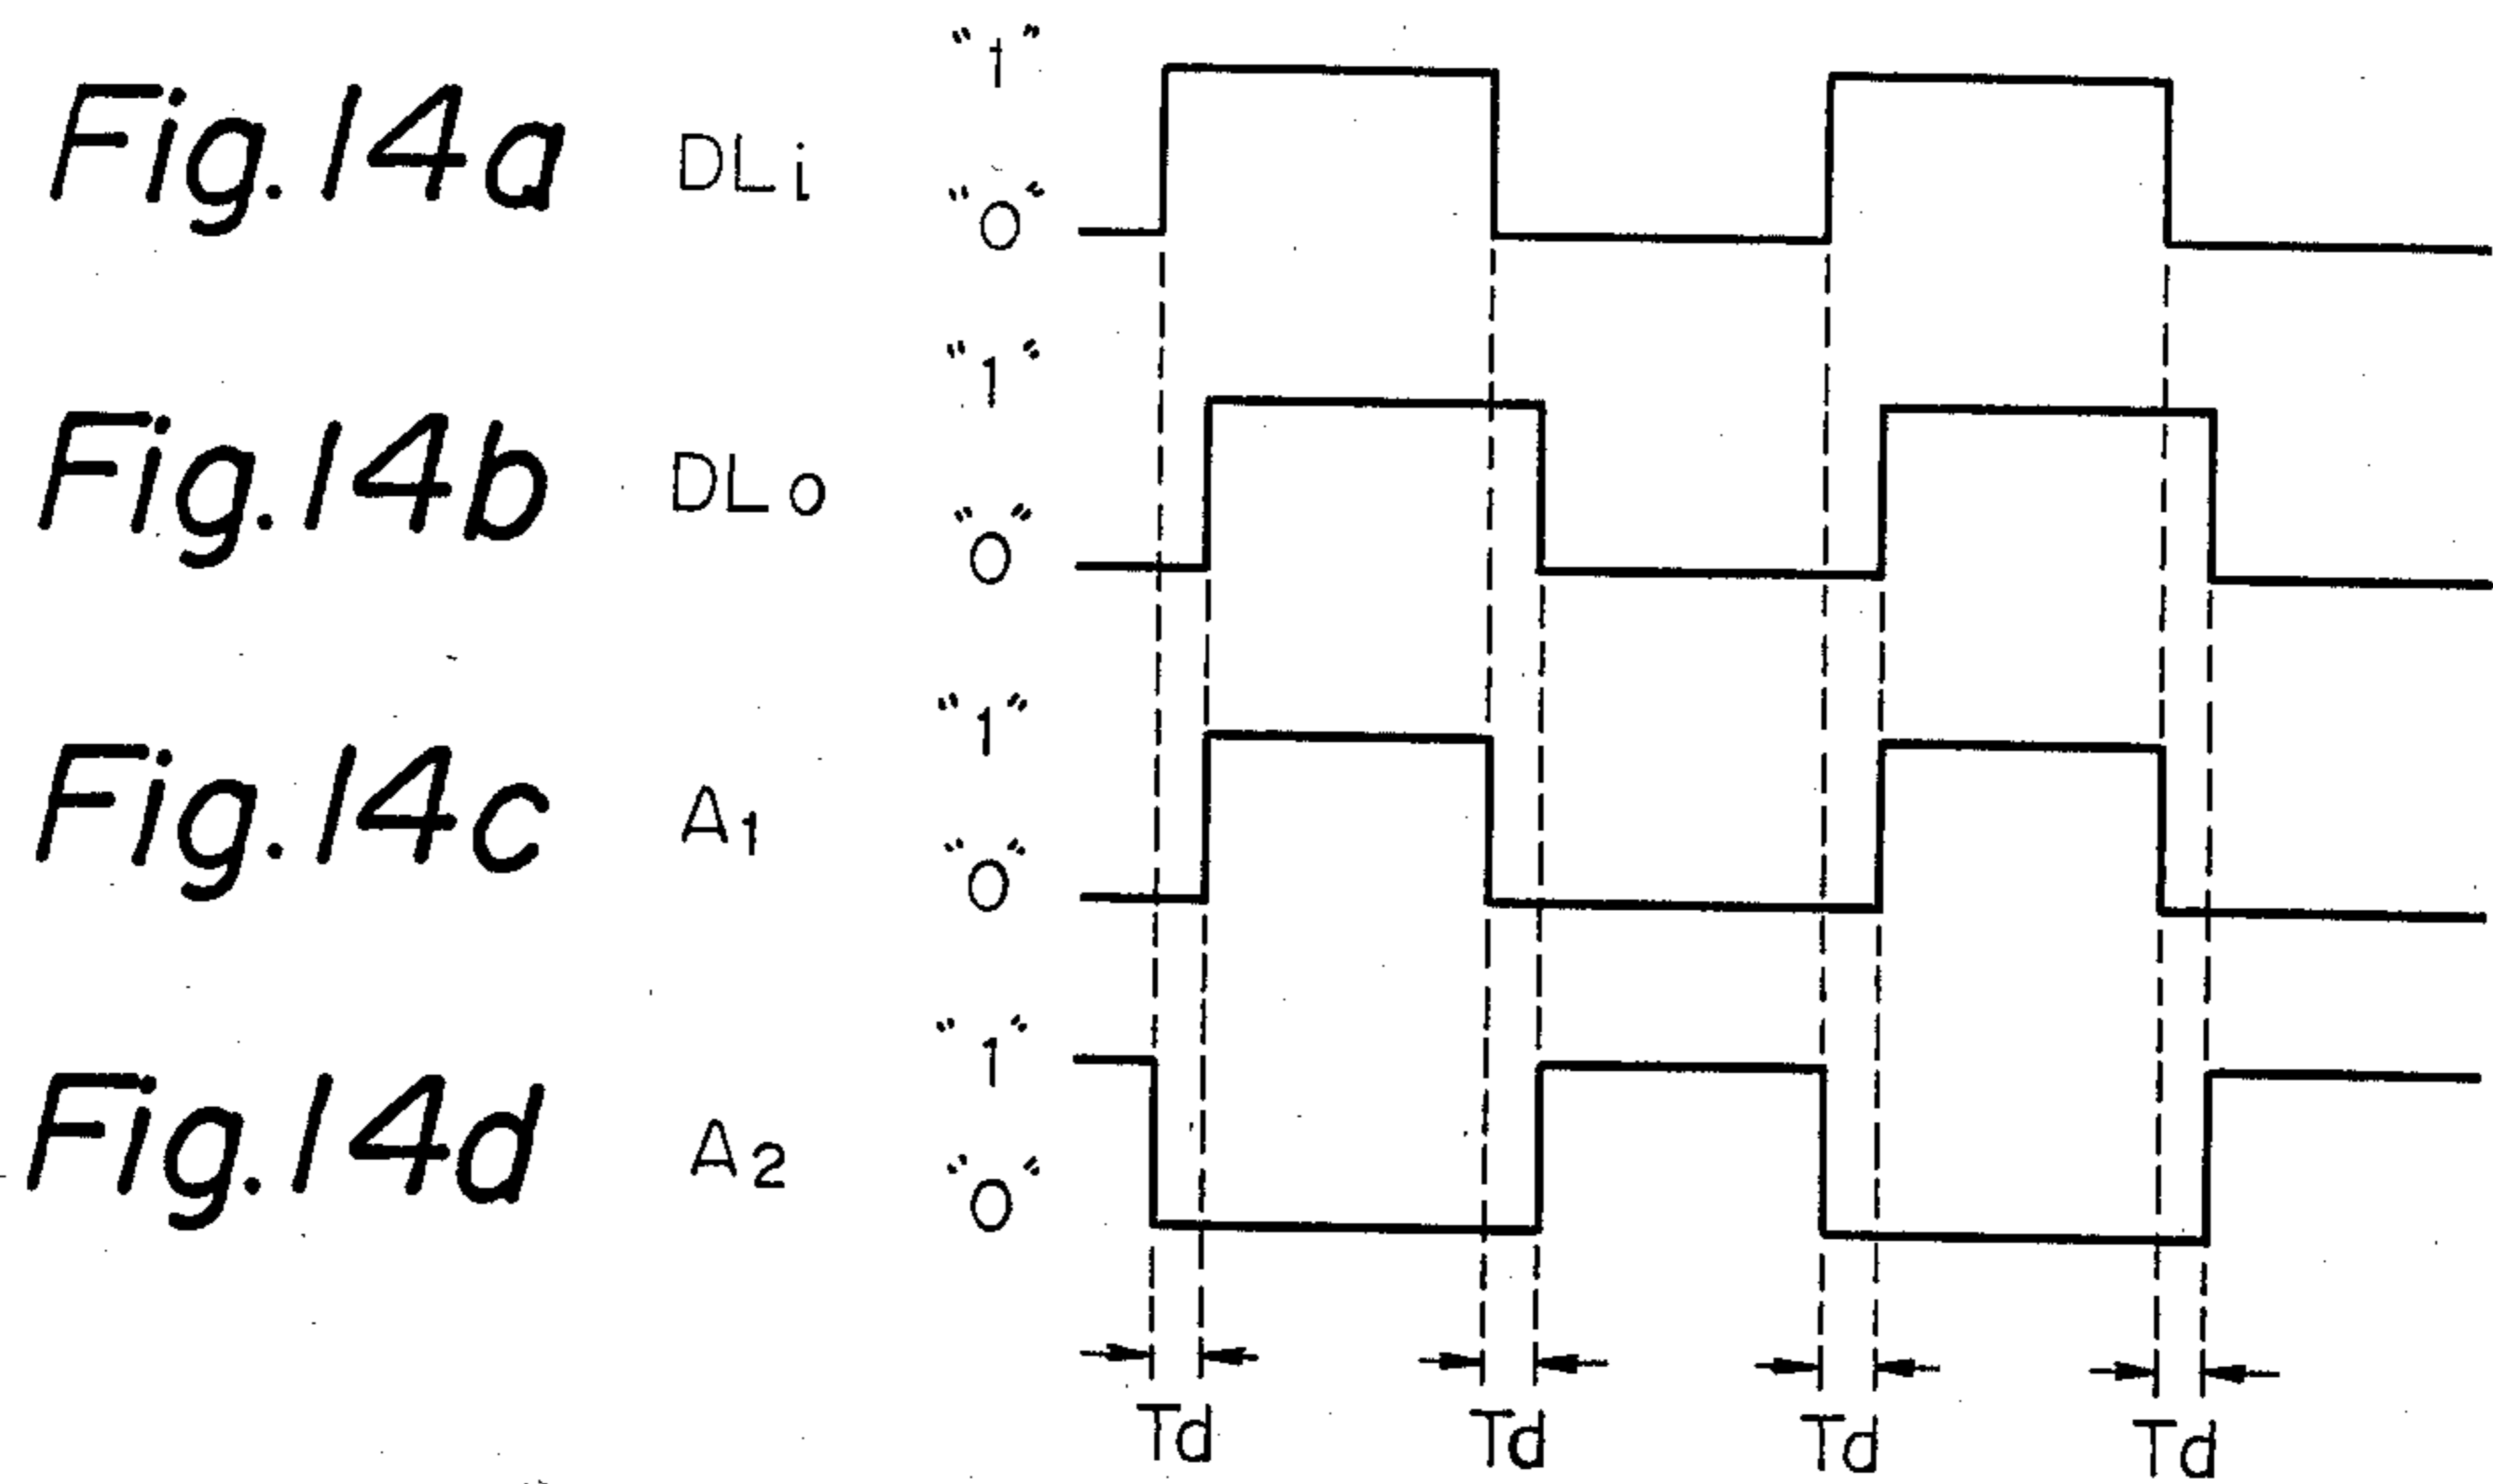 Fig. 14a DLi "1" "0"
Fig. 14b DLo "1" "0"
Fig. 14c A1 "1" "0"
Fig. 14d A2 "1" "0"
Td Td Td Td